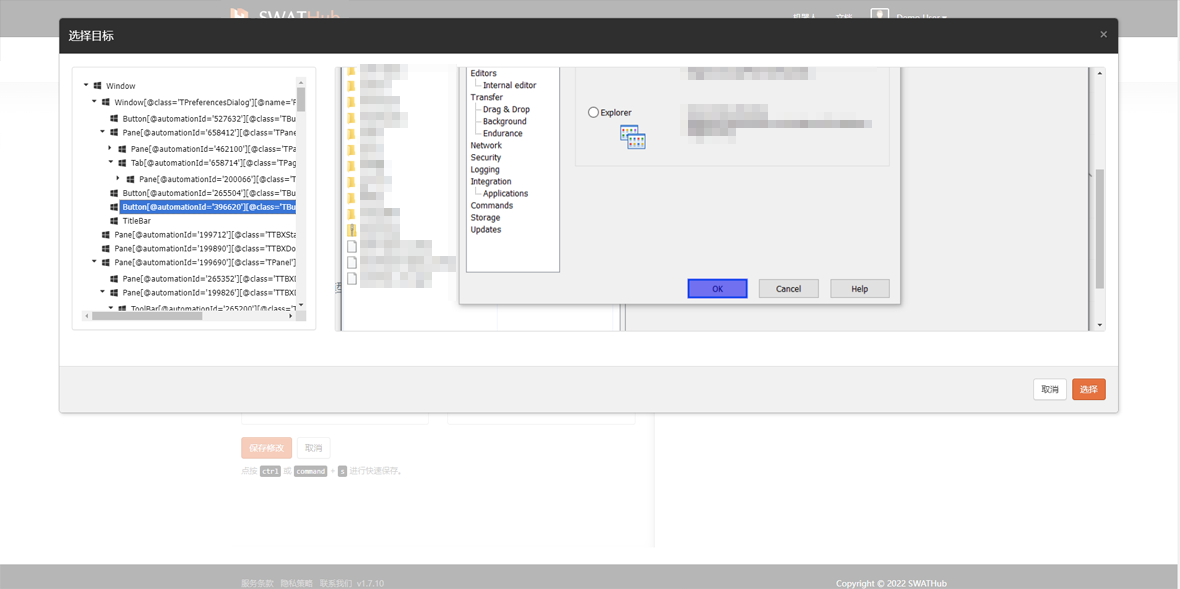 SWATHub
机器人 文档 Demo User
选择目标
×
Window
Window[@class='TPreferencesDialog'][@name='P
Button[@automationId='527632'][@class='TBu
Pane[@automationId='658412'][@class='TPane
Pane[@automationId='462100'][@class='TPa
Tab[@automationId='658714'][@class='TPag
Pane[@automationId='200066'][@class='T
Button[@automationId='265504'][@class='TBu
Button[@automationId='396620'][@class='TBu
TitleBar
Pane[@automationId='199712'][@class='TTBXSta
Pane[@automationId='199890'][@class='TTBXDo
Pane[@automationId='199690'][@class='TPanel']
Pane[@automationId='265352'][@class='TTBX
Pane[@automationId='199826'][@class='TTBX
ToolBar[@automationId='265200'][@class='T
Editors
Internal editor
Transfer
Drag & Drop
Background
Endurance
Network
Security
Logging
Integration
Applications
Commands
Storage
Updates
Explorer
OK Cancel Help
取消 选择
保存修改 取消
点按 ctrl 或 command + s 进行快速保存。
服务条款 隐私策略 联系我们 v1.7.10
Copyright © 2022 SWATHub